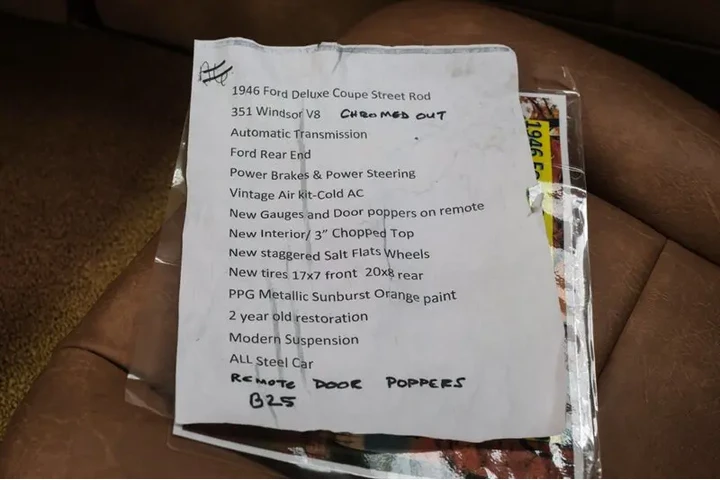 1946 Ford Deluxe Coupe Street Rod
351 Windsor V8 CHROMED OUT
Automatic Transmission
Ford Rear End
Power Brakes & Power Steering
Vintage Air kit-Cold AC
New Gauges and Door poppers on remote
New Interior/ 3" Chopped Top
New staggered Salt Flats Wheels
New tires 17x7 front 20x8 rear
PPG Metallic Sunburst Orange paint
2 year old restoration
Modern Suspension
ALL Steel Car
REMOTE DOOR POPPERS
B25
1946